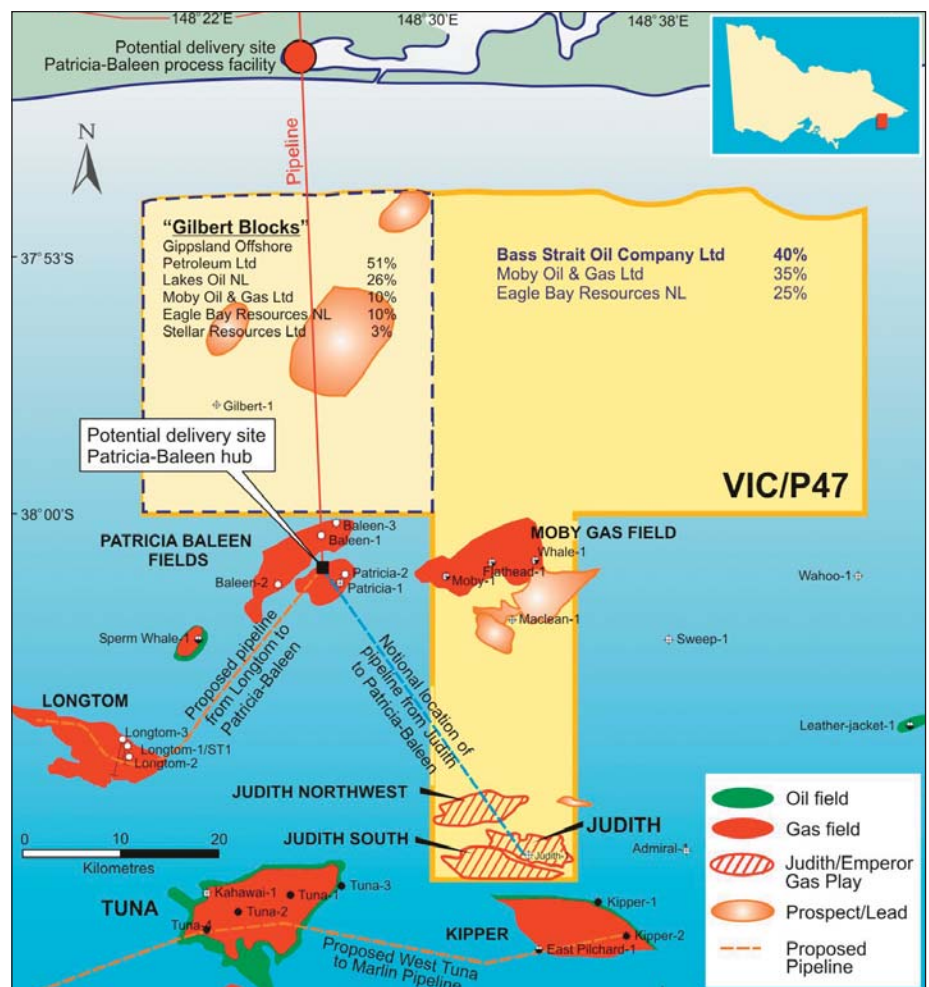 148°22'E
148°30'E
148°38'E
Potential delivery site
Patricia-Baleen process facility
N
Pipeline
"Gilbert Blocks"
Gippsland Offshore
Petroleum Ltd 51%
Lakes Oil NL 26%
Moby Oil & Gas Ltd 10%
Eagle Bay Resources NL 10%
Stellar Resources Ltd 3%
Bass Strait Oil Company Ltd 40%
Moby Oil & Gas Ltd 35%
Eagle Bay Resources NL 25%
37°53'S
Gilbert-1
Potential delivery site
Patricia-Baleen hub
VIC/P47
38°00'S
PATRICIA BALEEN
FIELDS
Baleen-3
Baleen-1
Baleen-2
Patricia-2
Patricia-1
MOBY GAS FIELD
Whale-1
Flathead-1
Moby-1
Maclean-1
Wahoo-1
Sweep-1
Sperm Whale-1
Proposed pipeline
from Longtom to
Patricia-Baleen
Notional location of
pipeline from Judith
to Patricia-Baleen
LONGTOM
Longtom-3
Longtom-1/ST1
Longtom-2
Leather-jacket-1
JUDITH NORTHWEST
JUDITH SOUTH
JUDITH
Judith-
Admiral-1
0 10 20
Kilometres
TUNA
Kahawai-1
Tuna-1
Tuna-3
Tuna-2
Tuna-4
Proposed West Tuna
to Marlin Pipeline
KIPPER
Kipper-1
Kipper-2
East Pilchard-1
Oil field
Gas field
Judith/Emperor
Gas Play
Prospect/Lead
Proposed
Pipeline